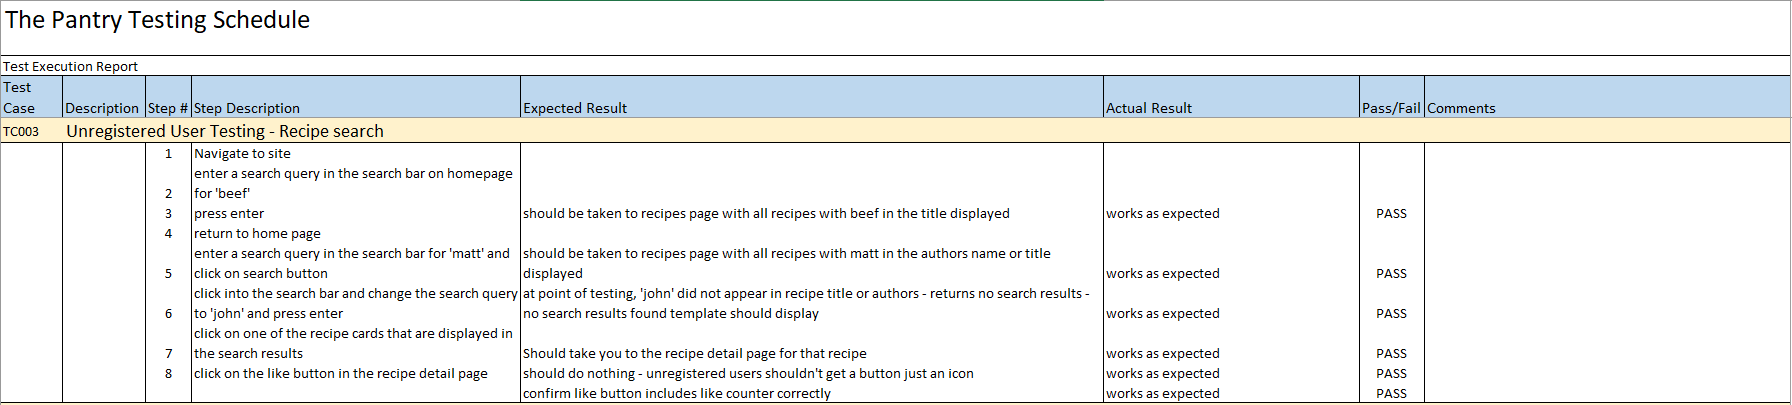 The Pantry Testing Schedule
Test Execution Report
Test Case Description Step # Step Description Expected Result Actual Result Pass/Fail Comments
TC003 Unregistered User Testing - Recipe search
1 Navigate to site
enter a search query in the search bar on homepage
2 for 'beef'
3 press enter should be taken to recipes page with all recipes with beef in the title displayed works as expected PASS
4 return to home page
enter a search query in the search bar for 'matt' and should be taken to recipes page with all recipes with matt in the authors name or title
5 click on search button displayed works as expected PASS
click into the search bar and change the search query at point of testing, 'john' did not appear in recipe title or authors - returns no search results -
6 to 'john' and press enter no search results found template should display works as expected PASS
click on one of the recipe cards that are displayed in
7 the search results Should take you to the recipe detail page for that recipe works as expected PASS
8 click on the like button in the recipe detail page should do nothing - unregistered users shouldn't get a button just an icon works as expected PASS
confirm like button includes like counter correctly works as expected PASS